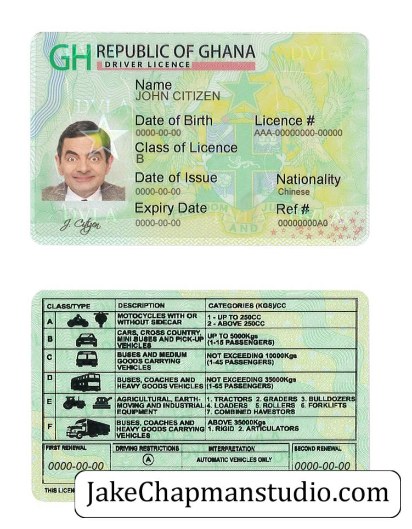 GH REPUBLIC OF GHANA
DRIVER LICENCE
Name
JOHN CITIZEN
Date of Birth Licence #
0000-00-00 AAA-00000000-00000
Class of Licence
B
Date of Issue Nationality
0000-00-00 Chinese
Expiry Date Ref #
0000-00-00 00000000A0
J. Citizen
DVLA
AND
CLASS/TYPE DESCRIPTION CATEGORIES (KGS)/CC
A MOTOCYCLES WITH OR 1 - UP TO 250CC
WITHOUT SIDECAR 2 - ABOVE 250CC
B CARS, CROSS COUNTRY, UP TO 5000Kgs
MINI BUSES AND PICK-UP (1-15 PASSENGERS)
VEHICLES
C BUSES AND MEDIUM NOT EXCEEDING 10000Kgs
GOODS CARRYING (1-45 PASSENGERS)
VEHICLES
D BUSES, COACHES AND NOT EXCEEDING 35000Kgs
HEAVY GOODS VEHICLES (1-65 PASSENGERS)
E AGRICULTURAL, EARTH- 1. TRACTORS 2. GRADERS 3. BULLDOZERS
MOVING AND INDUSTRIAL 4. LOADERS 5. ROLLERS 6. FORKLIFTS
EQUIPMENT 7. COMBINED HAVESTORS
F BUSES, COACHES AND ABOVE 35000Kgs
HEAVY GOODS CARRYING 1. RIGID 2. ARTICULATORS
VEHICLES
FIRST RENEWAL DRIVING RESTRICTIONS INTERPRETATION SECOND RENEWAL
0000-00-00 A AUTOMATIC VEHICLES ONLY 0000-00-00
THIS LICEN
JakeChapmanstudio.com